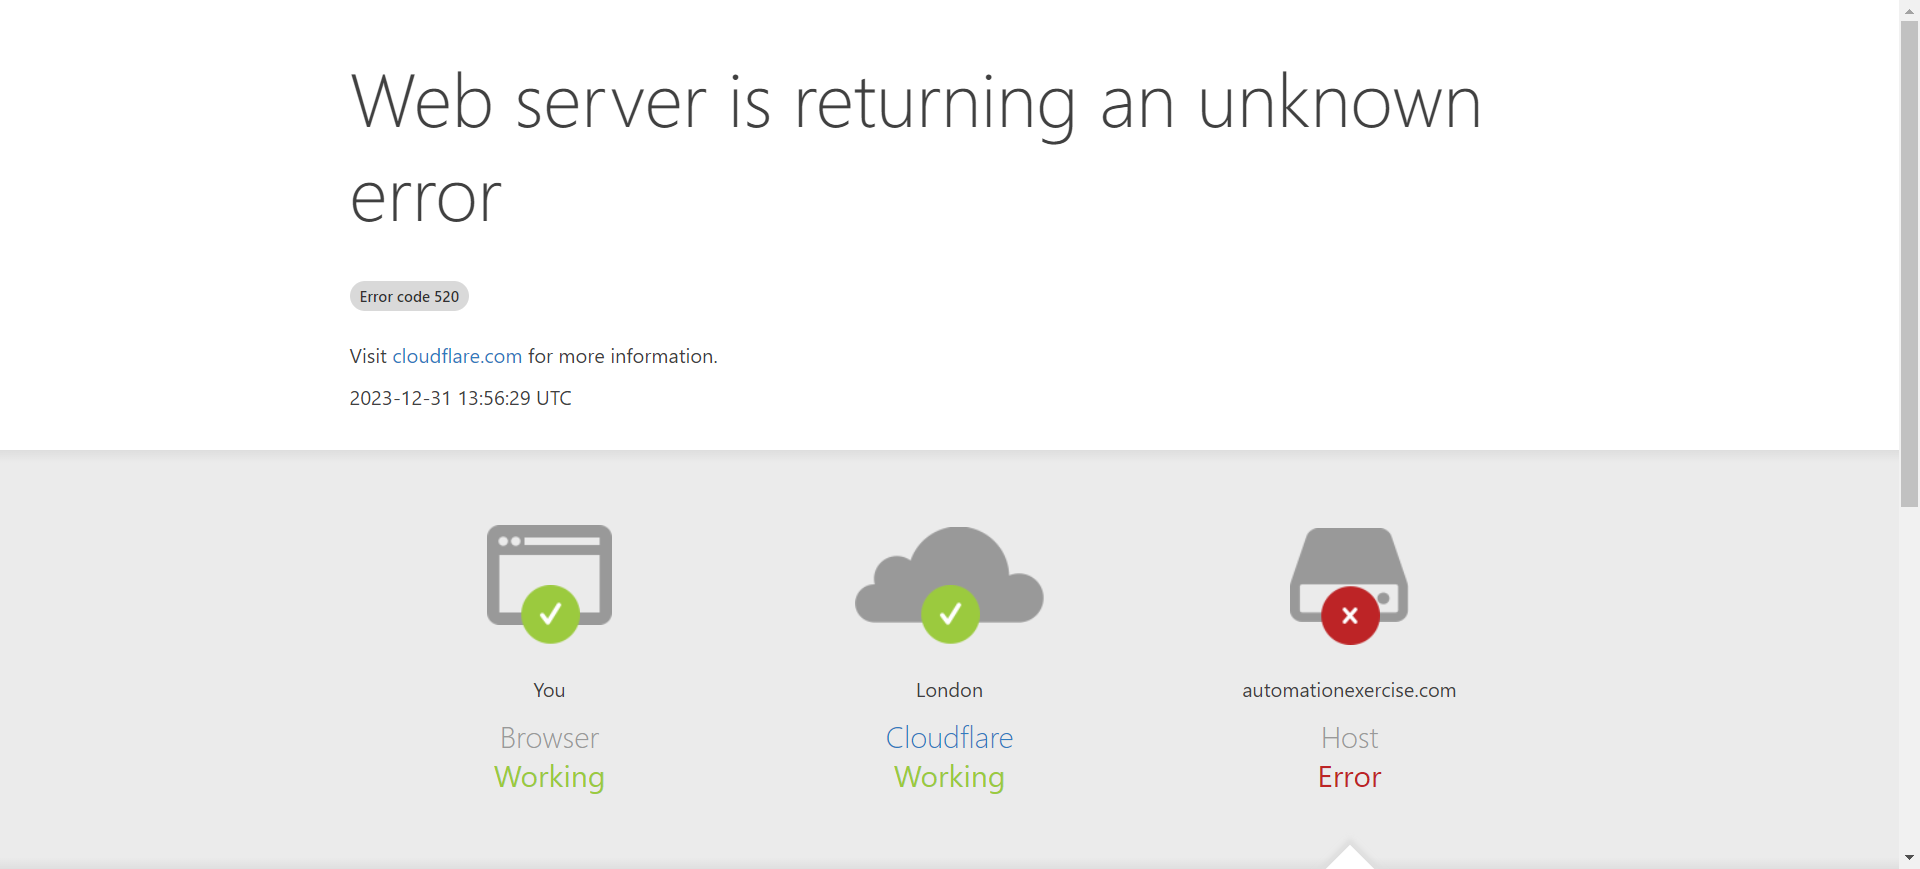 Web server is returning an unknown
error
Error code 520
Visit cloudflare.com for more information.
2023-12-31 13:56:29 UTC
You
London
automationexercise.com
Browser
Cloudflare
Host
Working
Working
Error